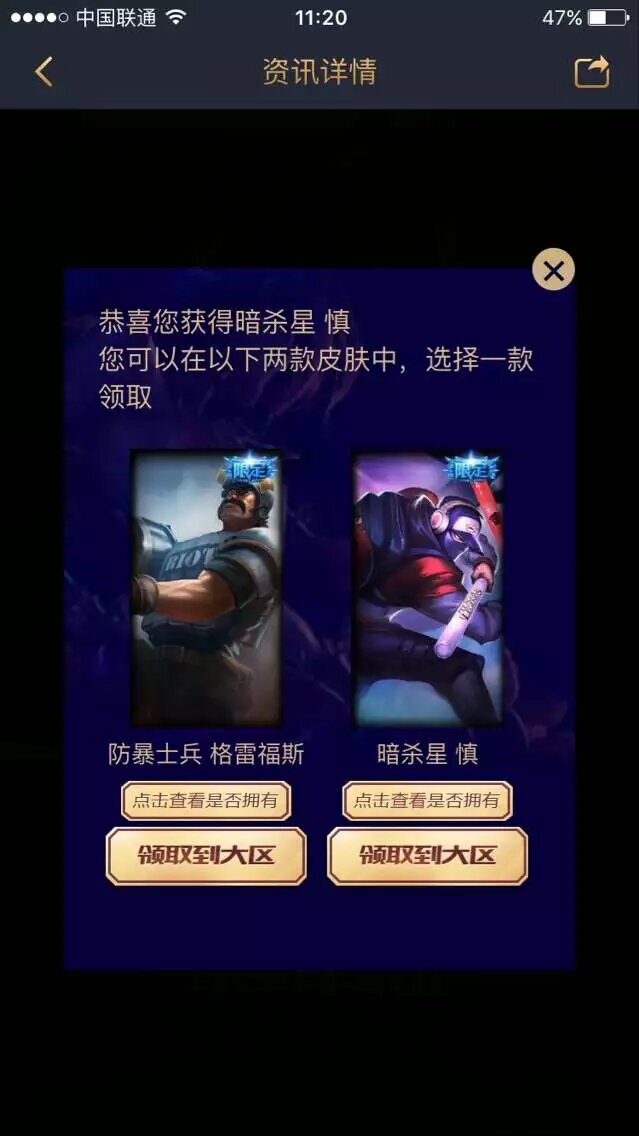 中国联通
11:20
47%
资讯详情
恭喜您获得暗杀星 慎
您可以在以下两款皮肤中，选择一款
领取
限定
限定
RIOT
防暴士兵 格雷福斯
暗杀星 慎
点击查看是否拥有
点击查看是否拥有
领取到大区
领取到大区